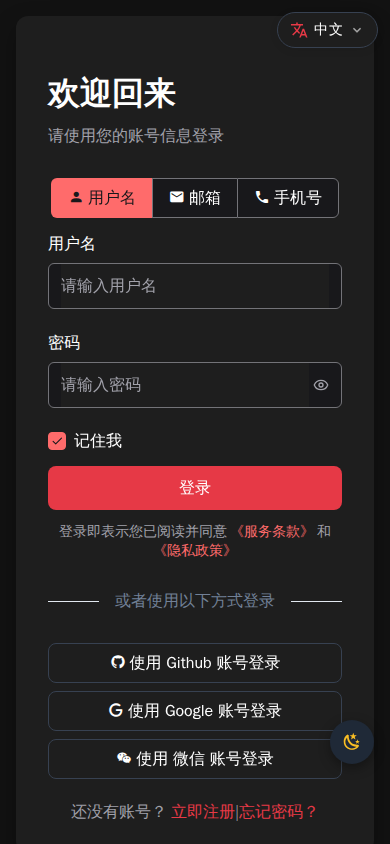 中文
欢迎回来
请使用您的账号信息登录
用户名 邮箱 手机号
用户名
请输入用户名
密码
请输入密码
记住我
登录
登录即表示您已阅读并同意 《服务条款》 和
《隐私政策》
或者使用以下方式登录
使用 Github 账号登录
使用 Google 账号登录
使用 微信 账号登录
还没有账号？ 立即注册|忘记密码？